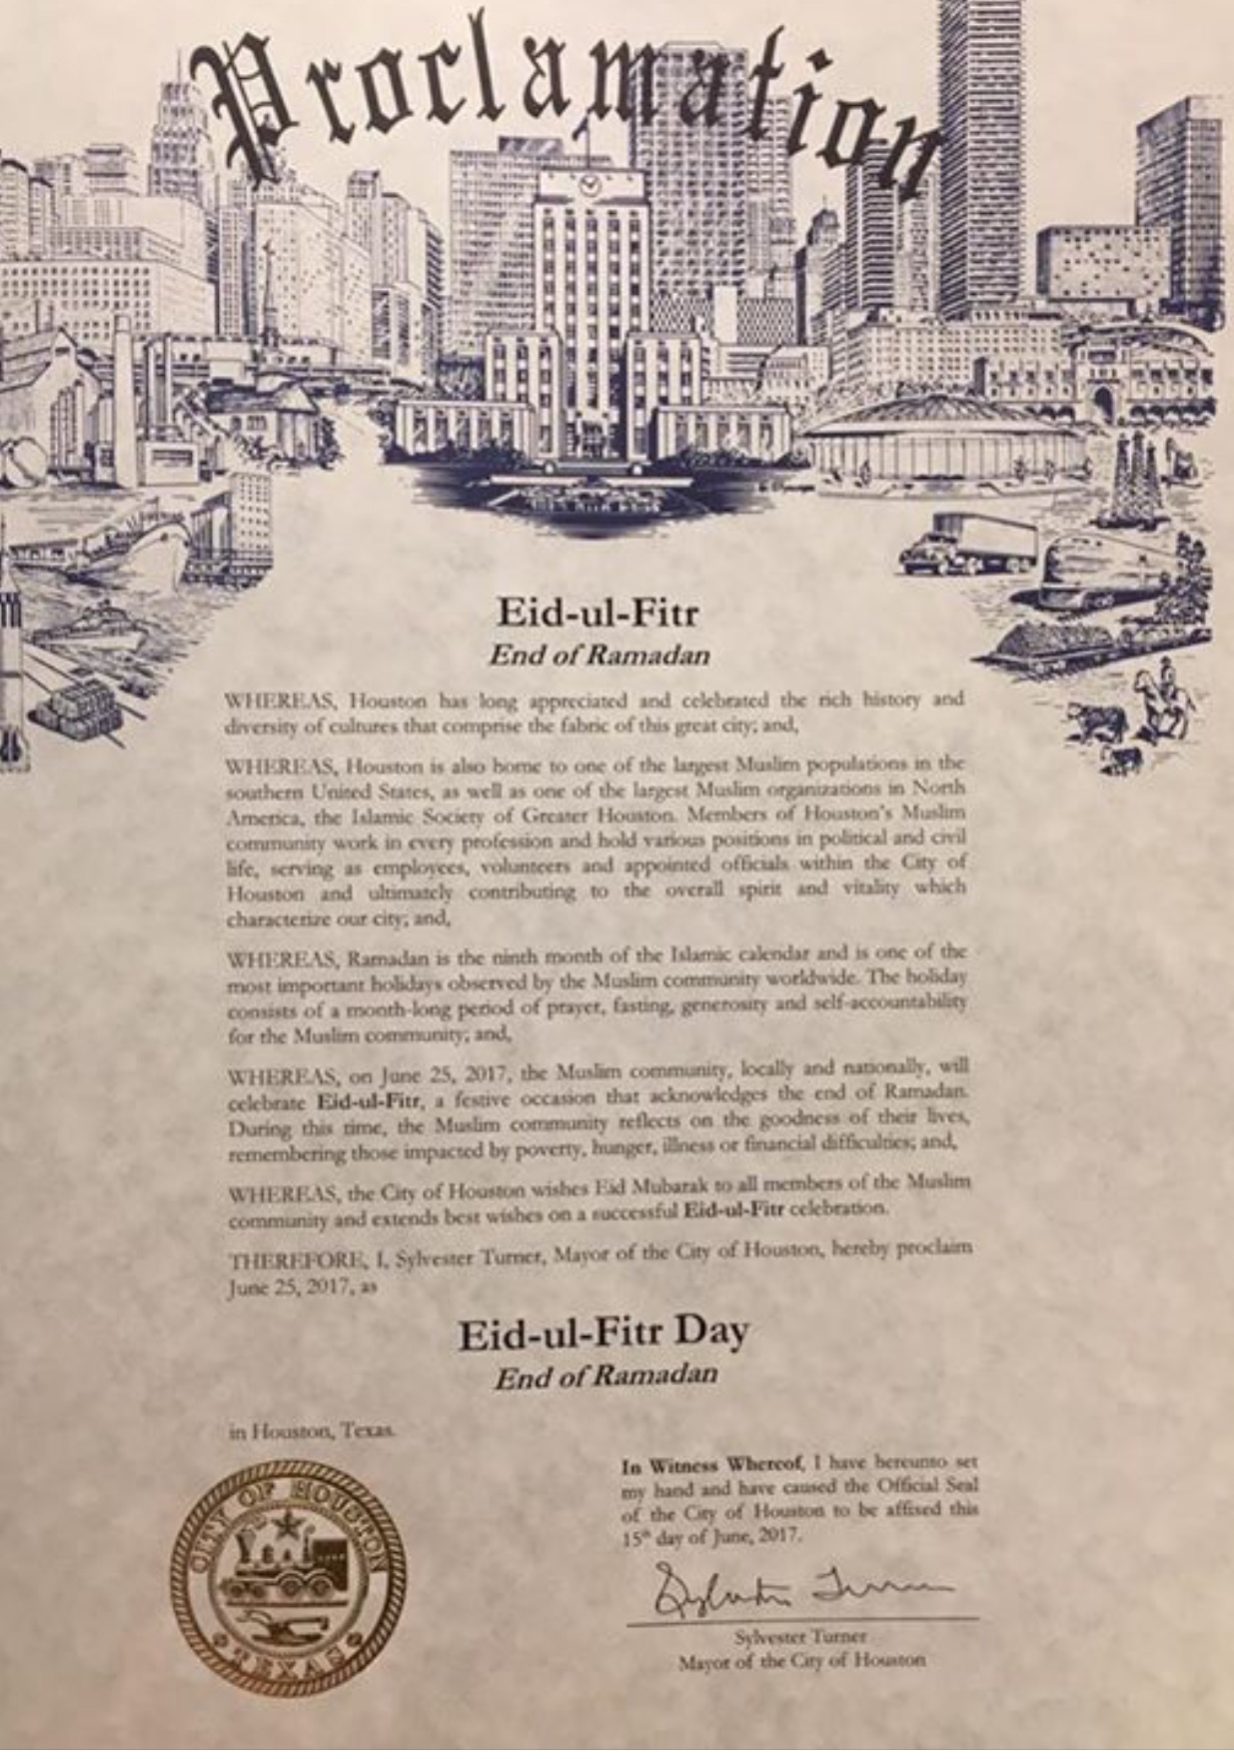 Proclamation
Eid-ul-Fitr
End of Ramadan
WHEREAS, Houston has long appreciated and celebrated the rich history and
diversity of cultures that comprise the fabric of this great city; and,
WHEREAS, Houston is also home to one of the largest Muslim populations in the
southern United States, as well as one of the largest Muslim organizations in North
America, the Islamic Society of Greater Houston. Members of Houston's Muslim
community work in every profession and hold various positions in political and civil
life, serving as employees, volunteers and appointed officials within the City of
Houston and ultimately contributing to the overall spirit and vitality which
characterize our city; and,
WHEREAS, Ramadan is the ninth month of the Islamic calendar and is one of the
most important holidays observed by the Muslim community worldwide. The holiday
consists of a month-long period of prayer, fasting, generosity and self-accountability
for the Muslim community; and,
WHEREAS, on June 25, 2017, the Muslim community, locally and nationally, will
celebrate Eid-ul-Fitr, a festive occasion that acknowledges the end of Ramadan.
During this time, the Muslim community reflects on the goodness of their lives,
remembering those impacted by poverty, hunger, illness or financial difficulties; and,
WHEREAS, the City of Houston wishes Eid Mubarak to all members of the Muslim
community and extends best wishes on a successful Eid-ul-Fitr celebration.
THEREFORE, I, Sylvester Turner, Mayor of the City of Houston, hereby proclaim
June 25, 2017, as
Eid-ul-Fitr Day
End of Ramadan
in Houston, Texas.
CITY OF HOUSTON
TEXAS
In Witness Whereof, I have hereunto set
my hand and have caused the Official Seal
of the City of Houston to be affixed this
15th day of June, 2017.
Sylvester Turner
Sylvester Turner
Mayor of the City of Houston